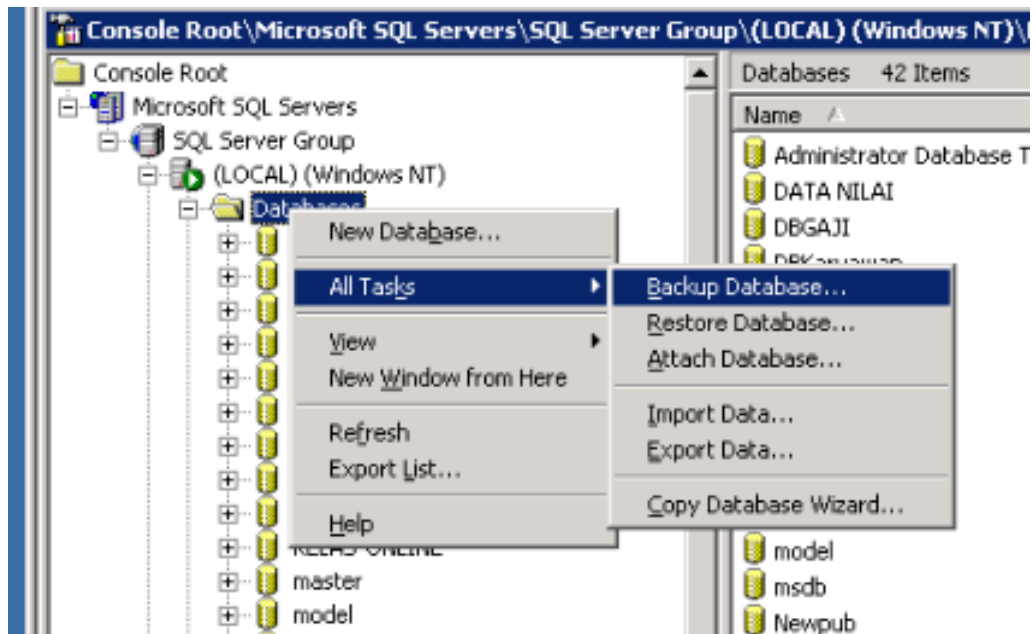 Console Root\Microsoft SQL Servers\SQL Server Group\(LOCAL) (Windows NT)\
Console Root
Microsoft SQL Servers
SQL Server Group
(LOCAL) (Windows NT)
Databases
KELAS-ONLINE
master
model
New Database...
All Tasks
View
New Window from Here
Refresh
Export List...
Help
Backup Database...
Restore Database...
Attach Database...
Import Data...
Export Data...
Copy Database Wizard...
Databases 42 Items
Name
Administrator Database T
DATA NILAI
DBGAJI
DBKaryawan
model
msdb
Newpub